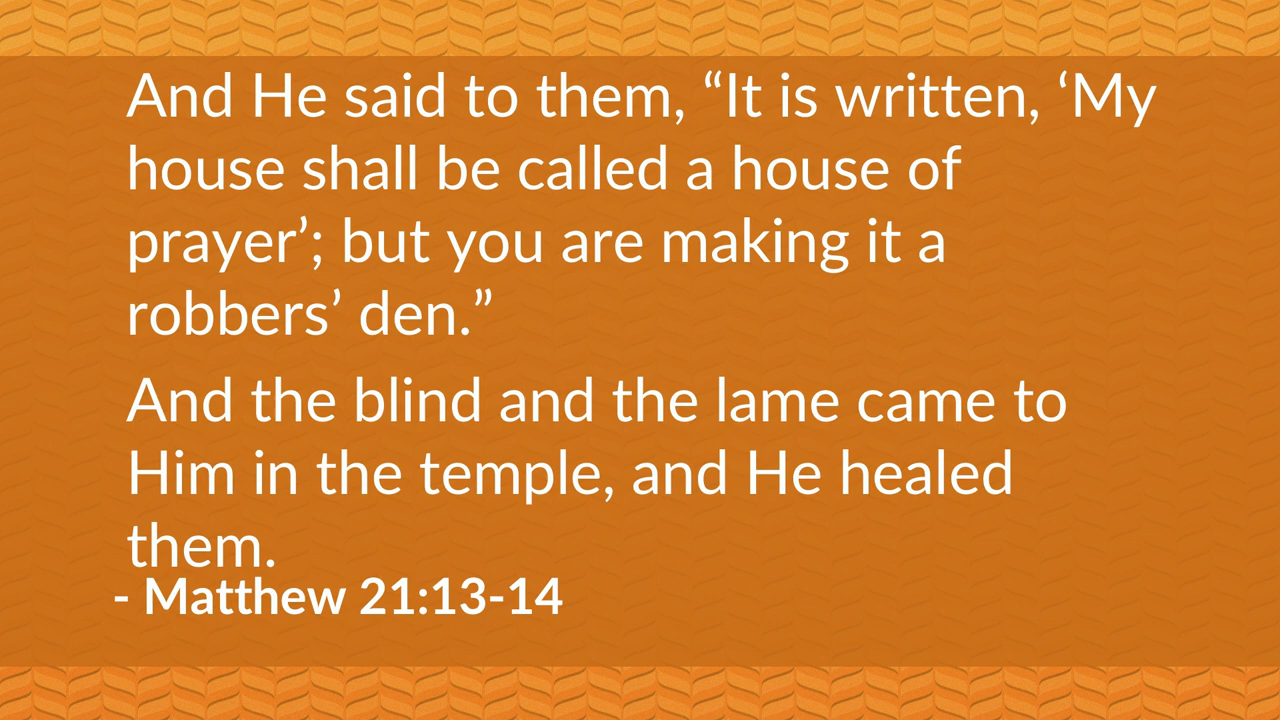 And He said to them, “It is written, ‘My
house shall be called a house of
prayer’; but you are making it a
robbers’ den.”
And the blind and the lame came to
Him in the temple, and He healed
them.
- Matthew 21:13-14